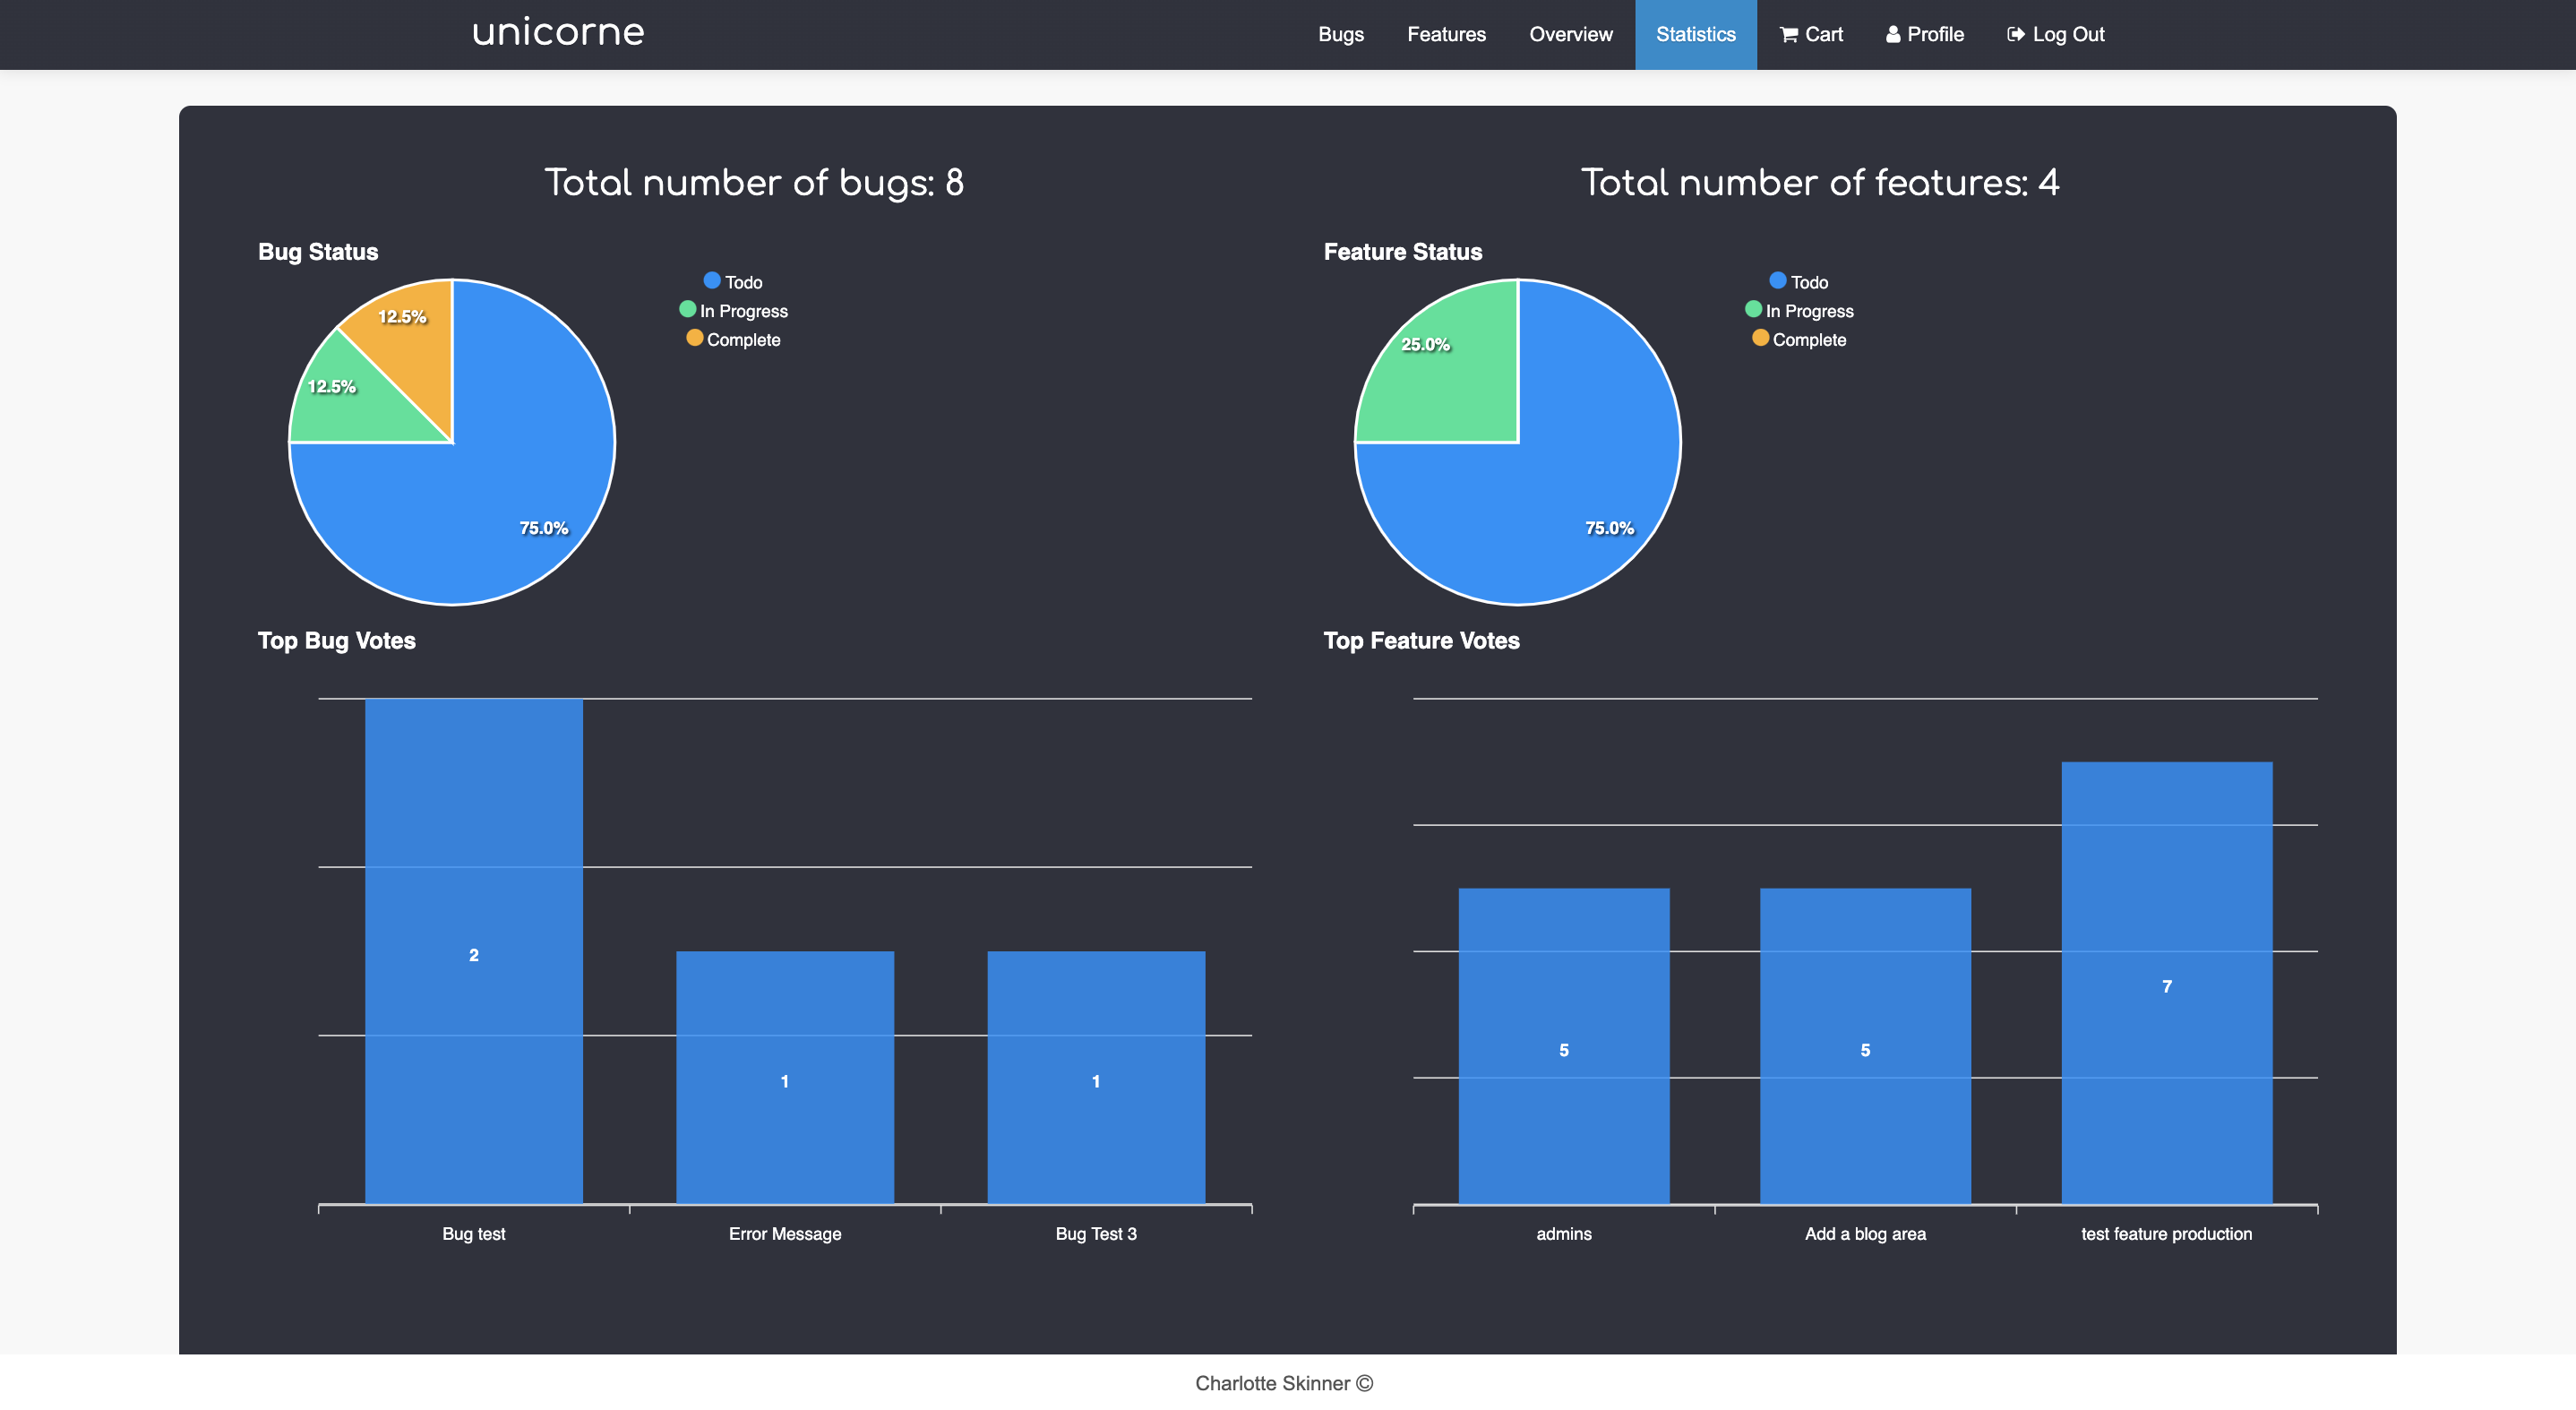 unicorne
Bugs Features Overview Statistics Cart Profile Log Out
Total number of bugs: 8
Bug Status
Todo
In Progress
Complete
12.5%
12.5%
75.0%
Top Bug Votes
2
1
1
Bug test Error Message Bug Test 3
Total number of features: 4
Feature Status
Todo
In Progress
Complete
25.0%
75.0%
Top Feature Votes
5
5
7
admins Add a blog area test feature production
Charlotte Skinner ©